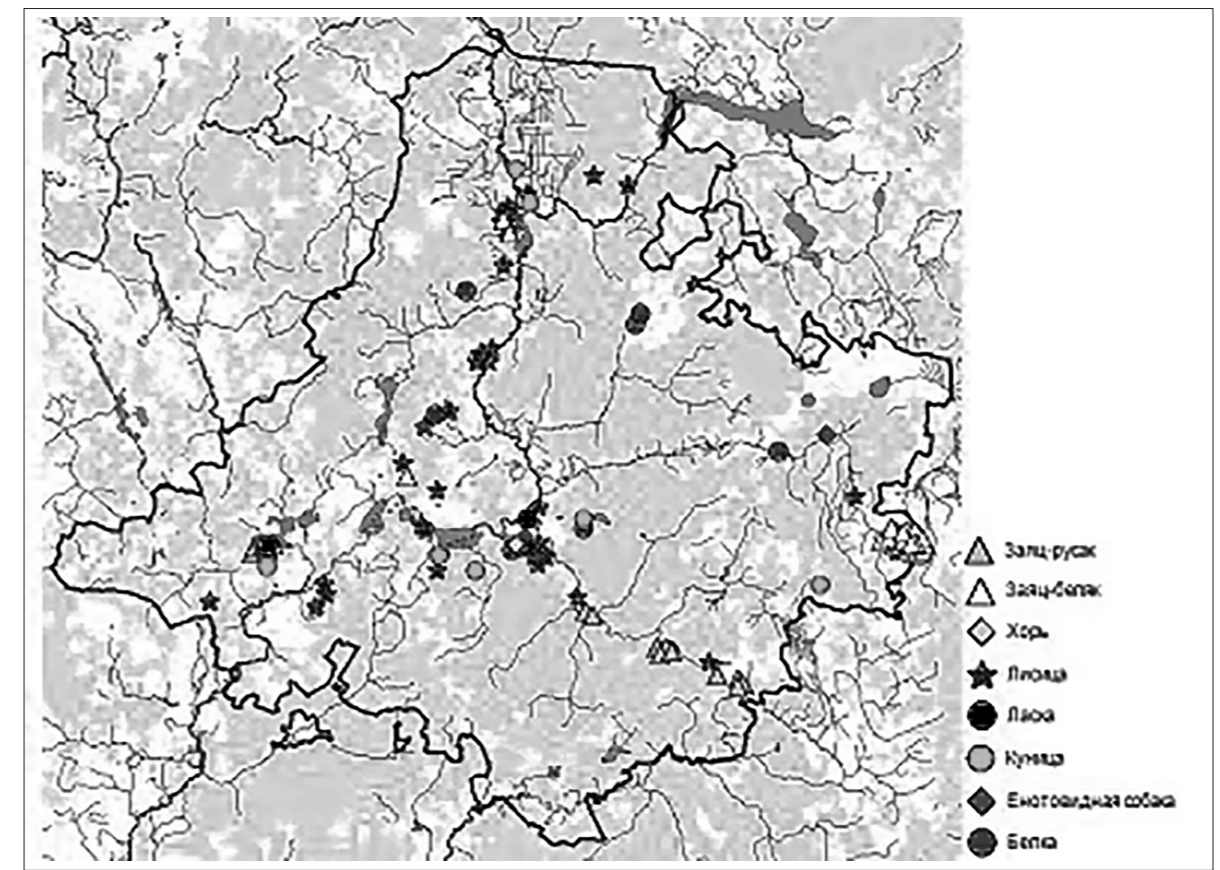 Заяц-русак
Заяц-беляк
Хорь
Лисица
Ласка
Куница
Енотовидная собака
Белка